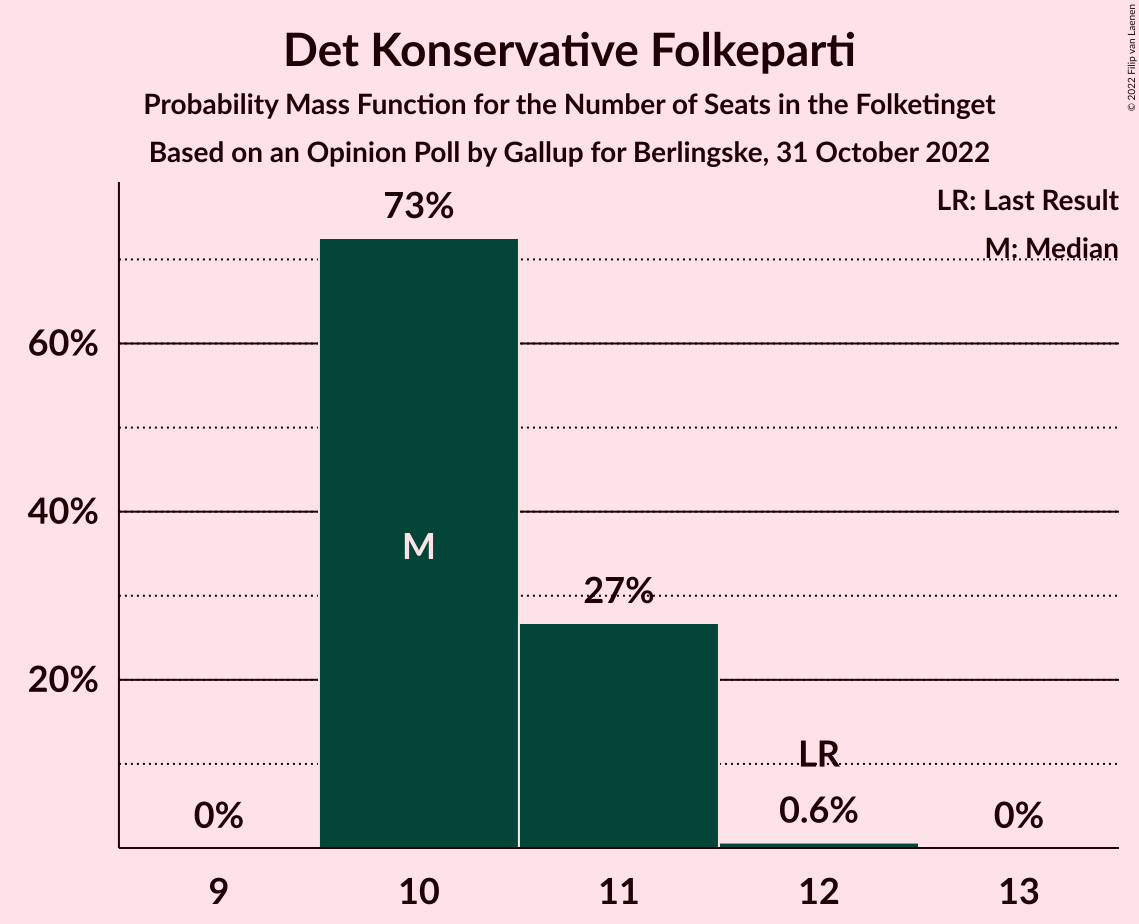 Det Konservative Folkeparti
Probability Mass Function for the Number of Seats in the Folketinget
Based on an Opinion Poll by Gallup for Berlingske, 31 October 2022
© 2022 Filip van Laenen
LR: Last Result
M: Median
73%
60%
40%
M
27%
20%
LR
0%
0.6%
0%
9
10
11
12
13